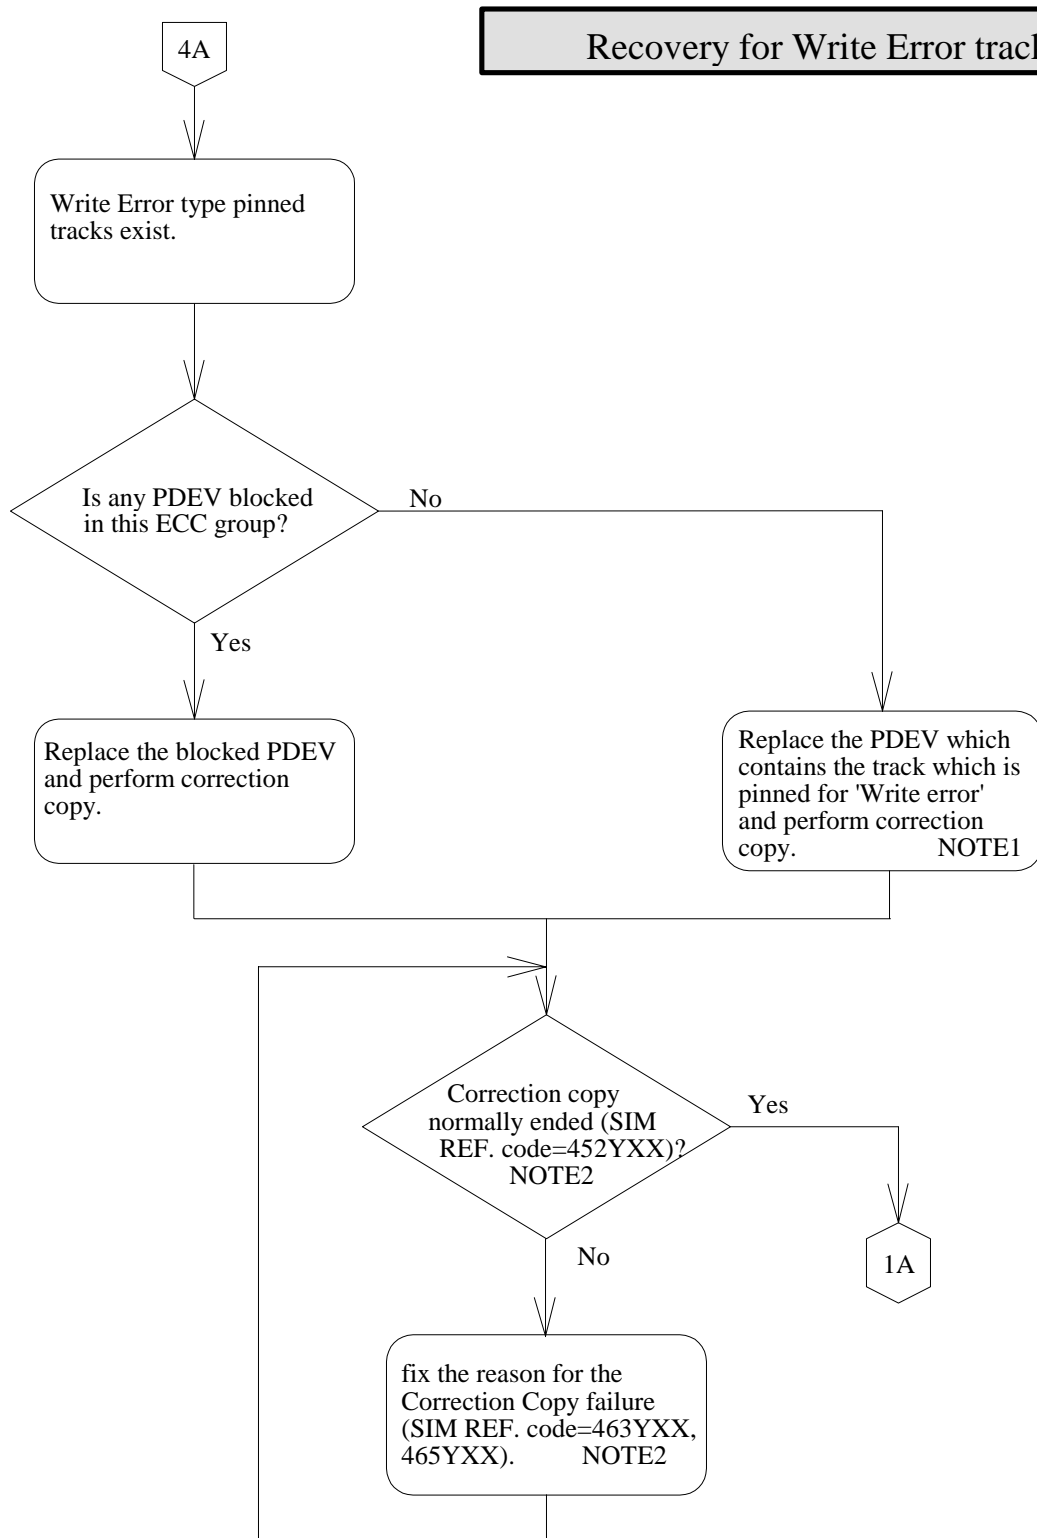 4A
Recovery for Write Error track
Write Error type pinned
tracks exist.
Is any PDEV blocked
in this ECC group?
No
Yes
Replace the blocked PDEV
and perform correction
copy.
Replace the PDEV which
contains the track which is
pinned for 'Write error'
and perform correction
copy. NOTE1
Correction copy
normally ended (SIM
REF. code=452YXX)?
NOTE2
Yes
No
1A
fix the reason for the
Correction Copy failure
(SIM REF. code=463YXX,
465YXX). NOTE2